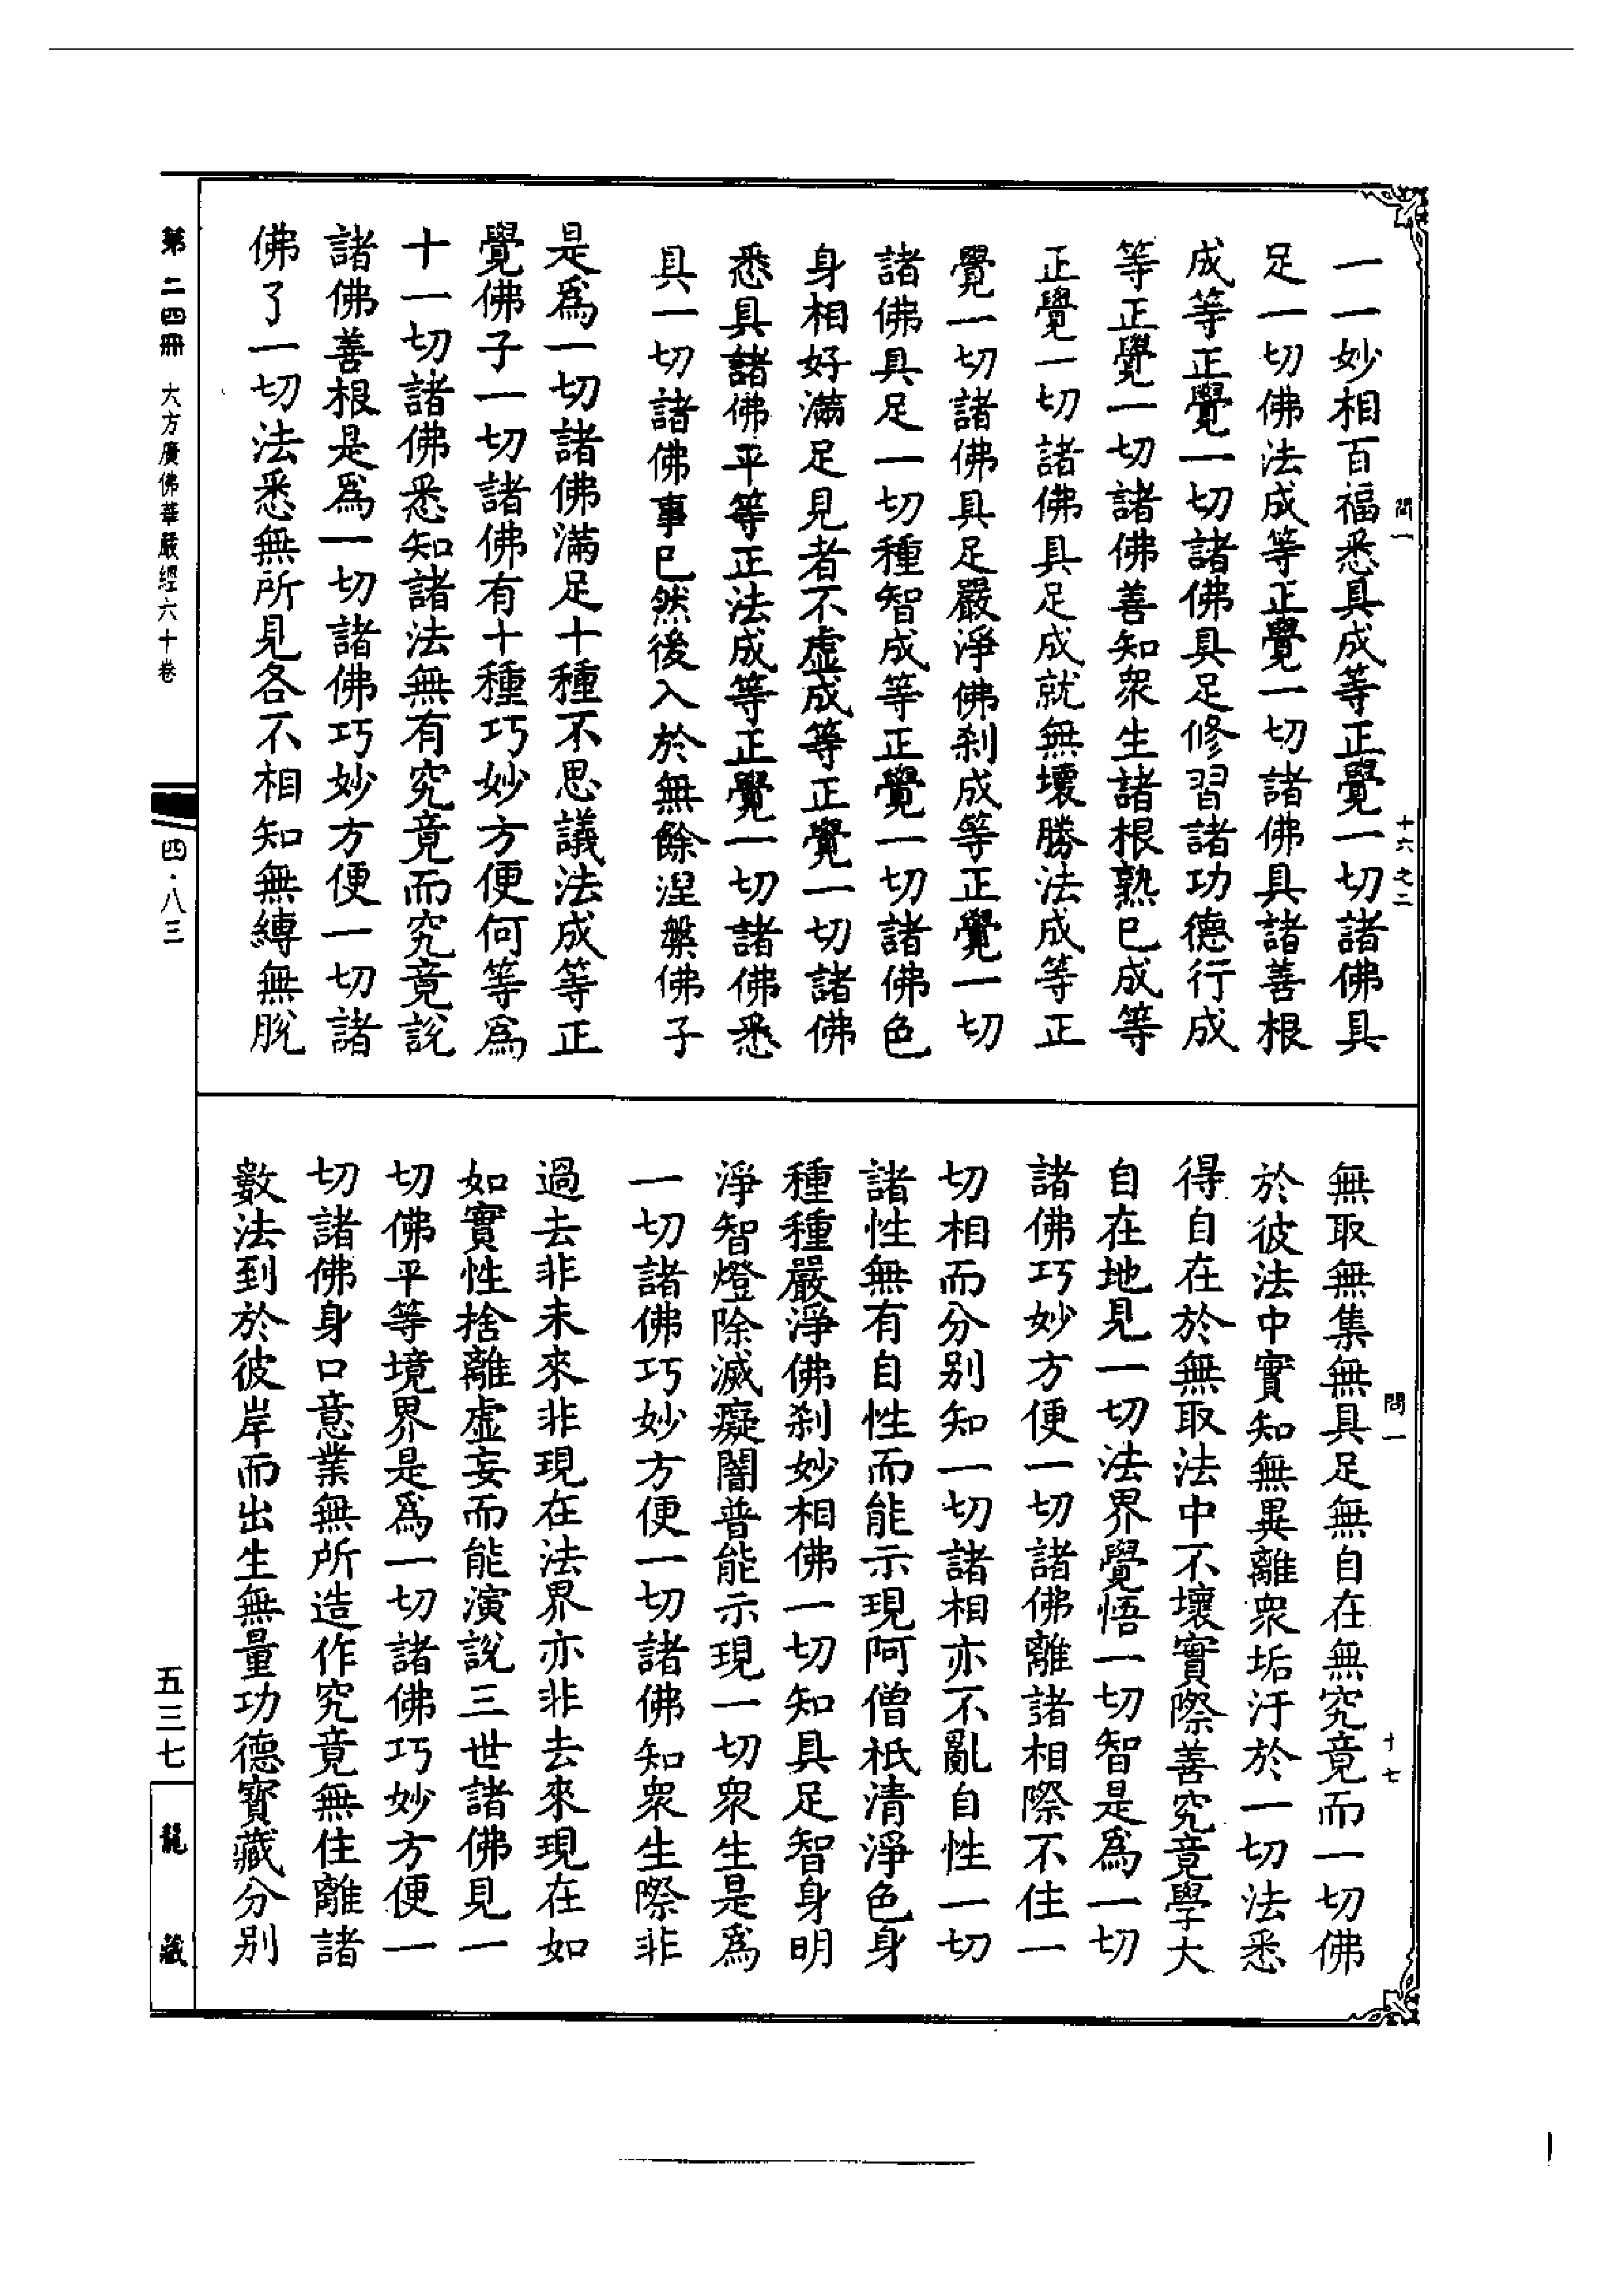 問一
十六之二
一一妙相百福悉具成等正覺一切諸佛具
足一切佛法成等正覺一切諸佛具諸善根
成等正覺一切諸佛具足修習諸功德行成
等正覺一切諸佛善知衆生諸根熟已成等
正覺一切諸佛具足成就無壞勝法成等正
覺一切諸佛具足嚴淨佛刹成等正覺一切
諸佛具足一切種智成等正覺一切諸佛色
身相好滿足見者不虛成等正覺一切諸佛
悉具諸佛平等正法成等正覺一切諸佛悉
具一切諸佛事已然後入於無餘涅槃佛子
是爲一切諸佛滿足十種不思議法成等正
覺佛子一切諸佛有十種巧妙方便何等爲
十一切諸佛悉知諸法無有究竟而究竟說
諸佛善根是爲一切諸佛巧妙方便一切諸
佛了一切法悉無所見各不相知無縛無脫
問一
十七
無取無集無具足無自在無究竟而一切佛
於彼法中實知無異離衆垢汙於一切法悉
得自在於無取法中不壞實際善究竟學大
自在地見一切法界覺悟一切智是爲一切
諸佛巧妙方便一切諸佛離諸相際不住一
切相而分别知一切諸相亦不亂自性一切
諸性無有自性而能示現阿僧祇清淨色身
種種嚴淨佛刹妙相佛一切知具足智身明
淨智燈除滅癡闇普能示現一切衆生是爲
一切諸佛巧妙方便一切諸佛知衆生際非
過去非未來非現在法界亦非去來現在如
如實性捨離虛妄而能演說三世諸佛見一
切佛平等境界是爲一切諸佛巧妙方便一
切諸佛身口意業無所造作究竟無住離諸
數法到於彼岸而出生無量功德寶藏分别
第二四冊 大方廣佛華嚴經六十卷
四·八三
五三七
龍藏